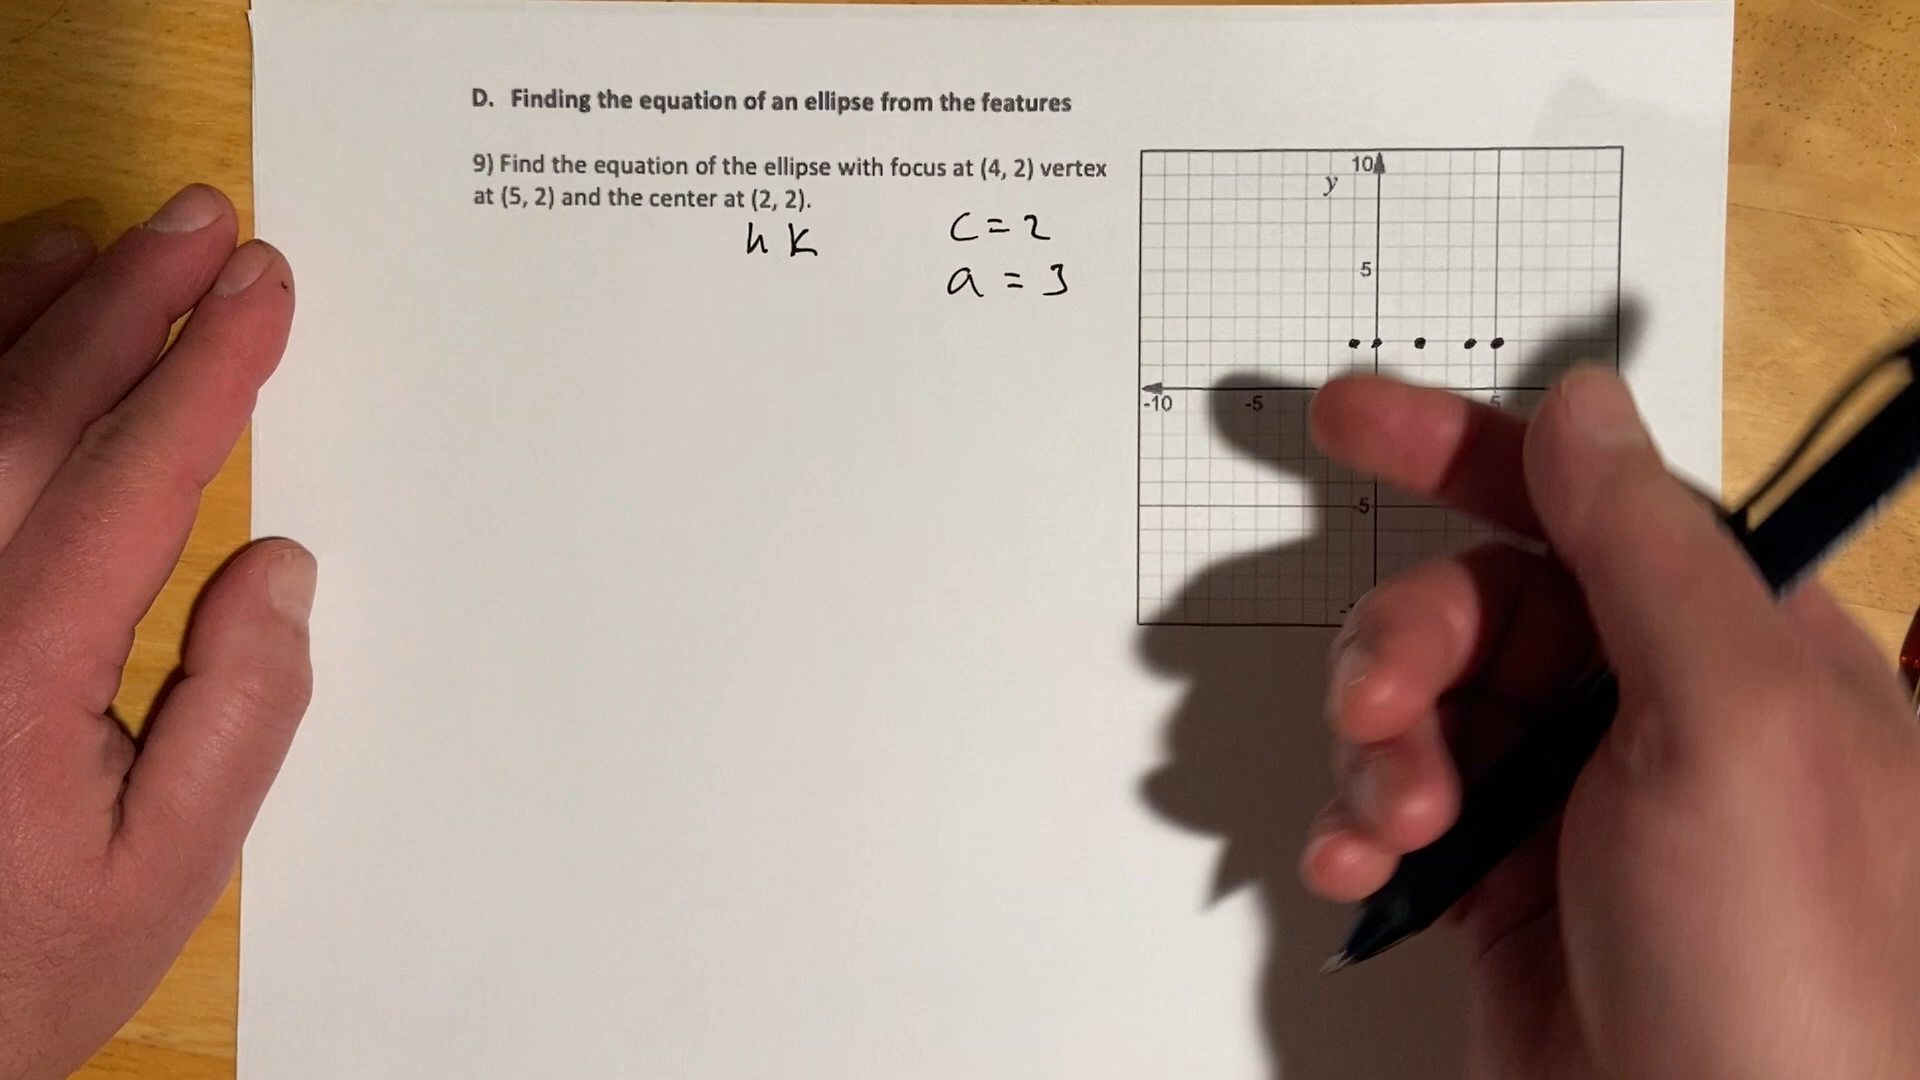 D. Finding the equation of an ellipse from the features
9) Find the equation of the ellipse with focus at (4, 2) vertex
at (5, 2) and the center at (2, 2).
h k
c = 2
a = 3
10
y
5
-10
-5
5
-5